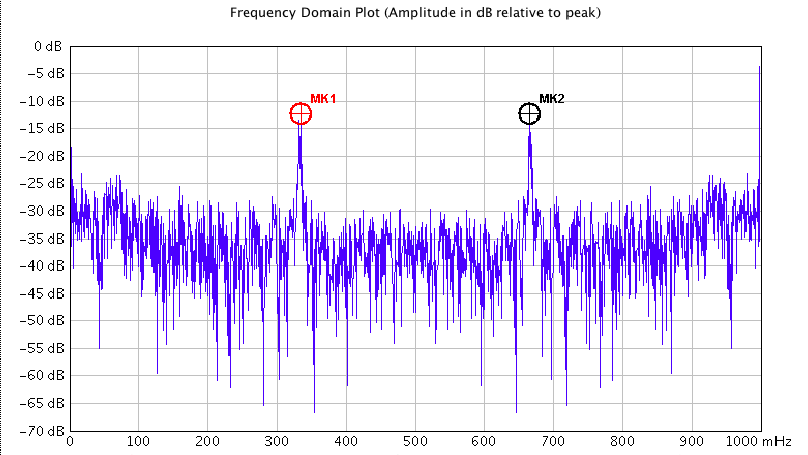 Frequency Domain Plot (Amplitude in dB relative to peak)
0 dB
−5 dB
−10 dB
−15 dB
−20 dB
−25 dB
−30 dB
−35 dB
−40 dB
−45 dB
−50 dB
−55 dB
−60 dB
−65 dB
−70 dB
MK1
MK2
0 100 200 300 400 500 600 700 800 900 1000 mHz